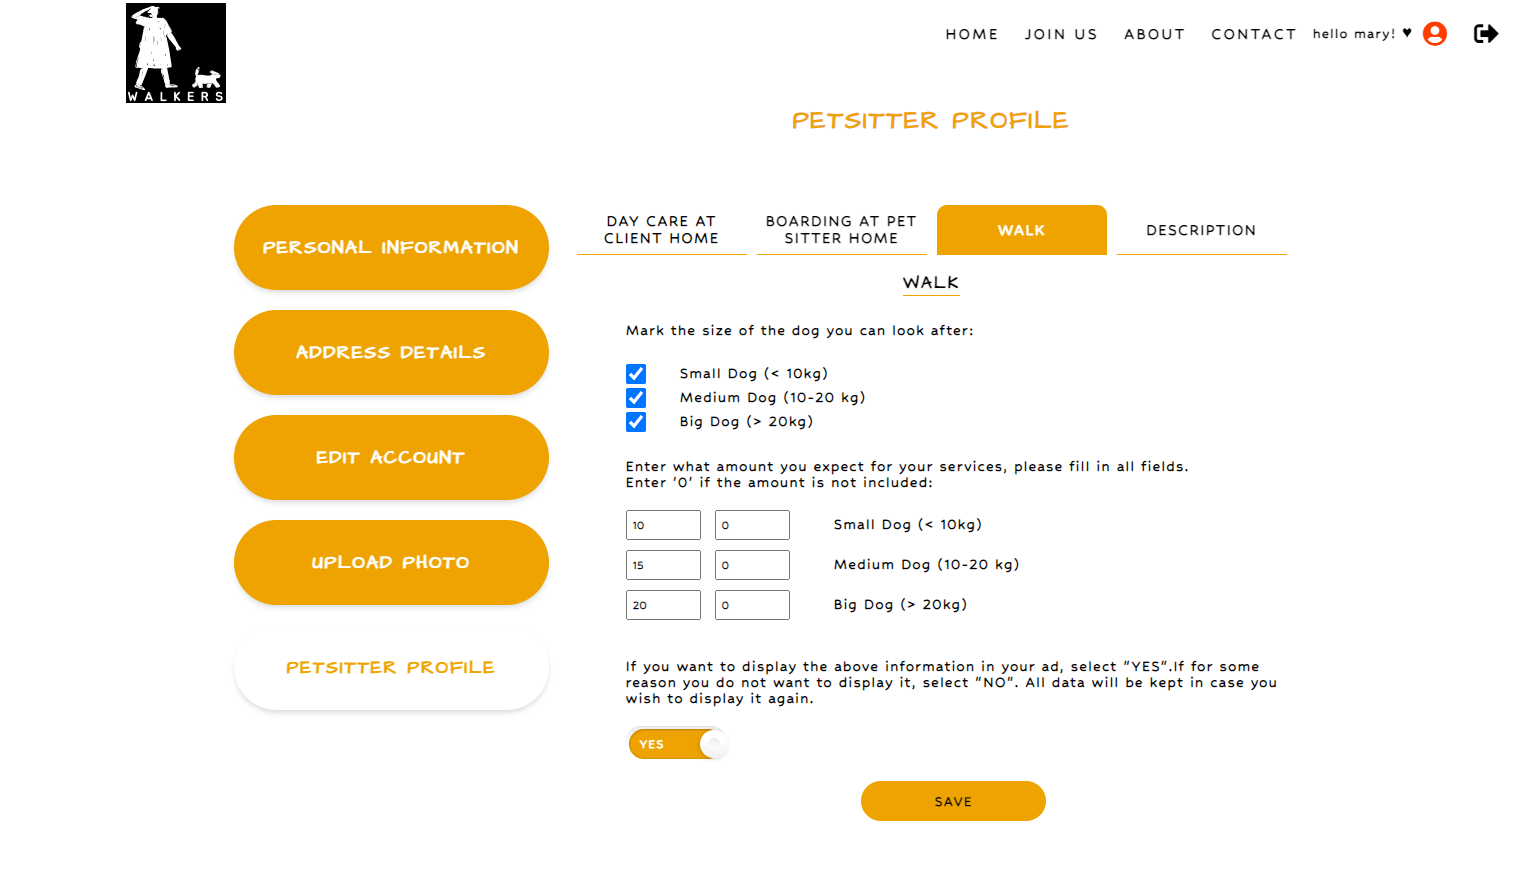 WALKERS
HOME JOIN US ABOUT CONTACT hello mary! ♥
PETSITTER PROFILE
PERSONAL INFORMATION
ADDRESS DETAILS
EDIT ACCOUNT
UPLOAD PHOTO
PETSITTER PROFILE
DAY CARE AT
CLIENT HOME
BOARDING AT PET
SITTER HOME
WALK
DESCRIPTION
WALK
Mark the size of the dog you can look after:
Small Dog (< 10kg)
Medium Dog (10-20 kg)
Big Dog (> 20kg)
Enter what amount you expect for your services, please fill in all fields.
Enter '0' if the amount is not included:
10 0 Small Dog (< 10kg)
15 0 Medium Dog (10-20 kg)
20 0 Big Dog (> 20kg)
If you want to display the above information in your ad, select "YES".If for some
reason you do not want to display it, select "NO". All data will be kept in case you
wish to display it again.
YES
SAVE